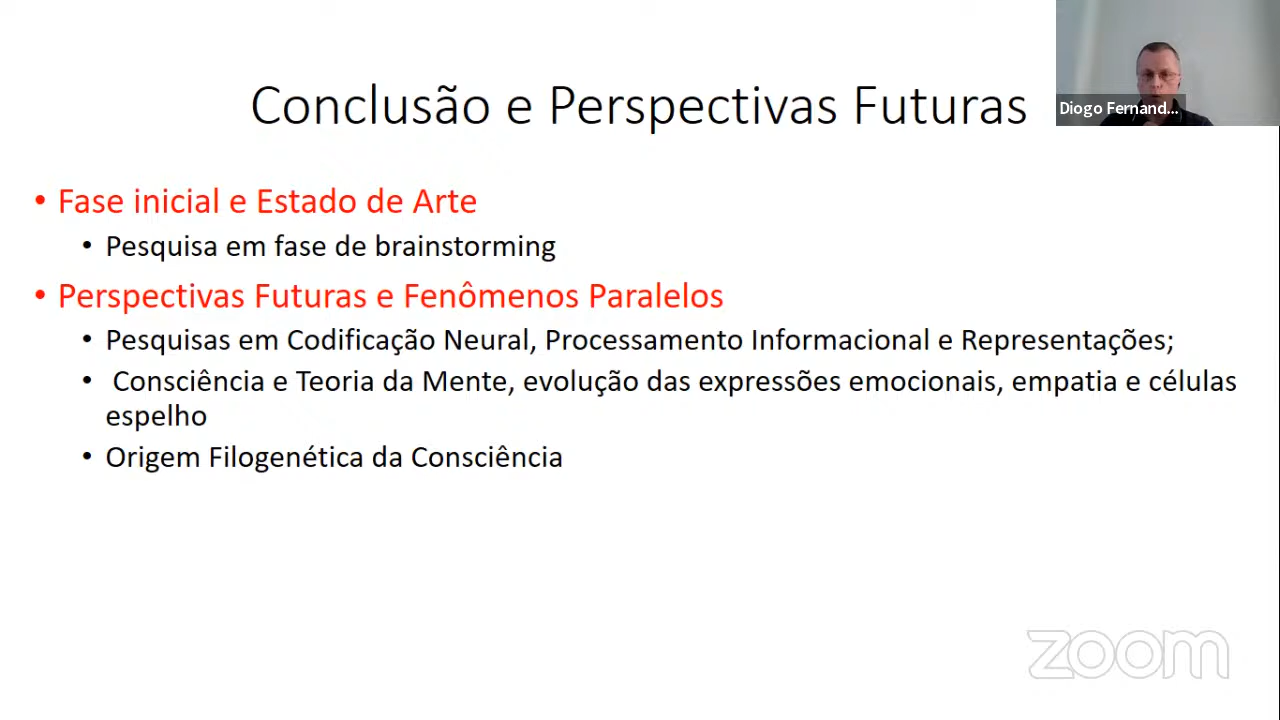 Conclusão e Perspectivas Futuras
Diogo Fernand...
• Fase inicial e Estado de Arte
• Pesquisa em fase de brainstorming
• Perspectivas Futuras e Fenômenos Paralelos
• Pesquisas em Codificação Neural, Processamento Informacional e Representações;
• Consciência e Teoria da Mente, evolução das expressões emocionais, empatia e células
espelho
• Origem Filogenética da Consciência
zoom